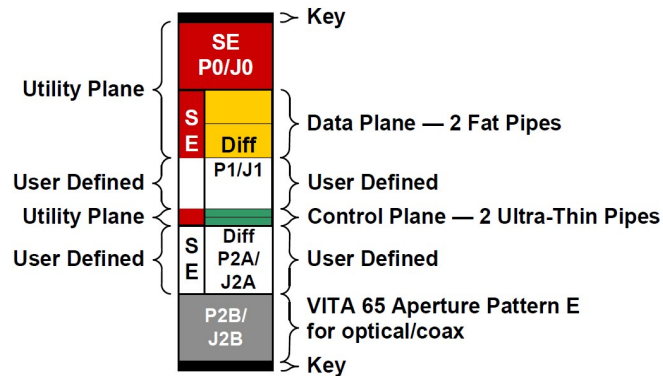 Key
SE
P0/J0
Utility Plane
S
E
Diff
Data Plane — 2 Fat Pipes
User Defined
P1/J1
User Defined
Utility Plane
Control Plane — 2 Ultra-Thin Pipes
User Defined
S
E
Diff
P2A/
J2A
User Defined
P2B/
J2B
VITA 65 Aperture Pattern E
for optical/coax
Key